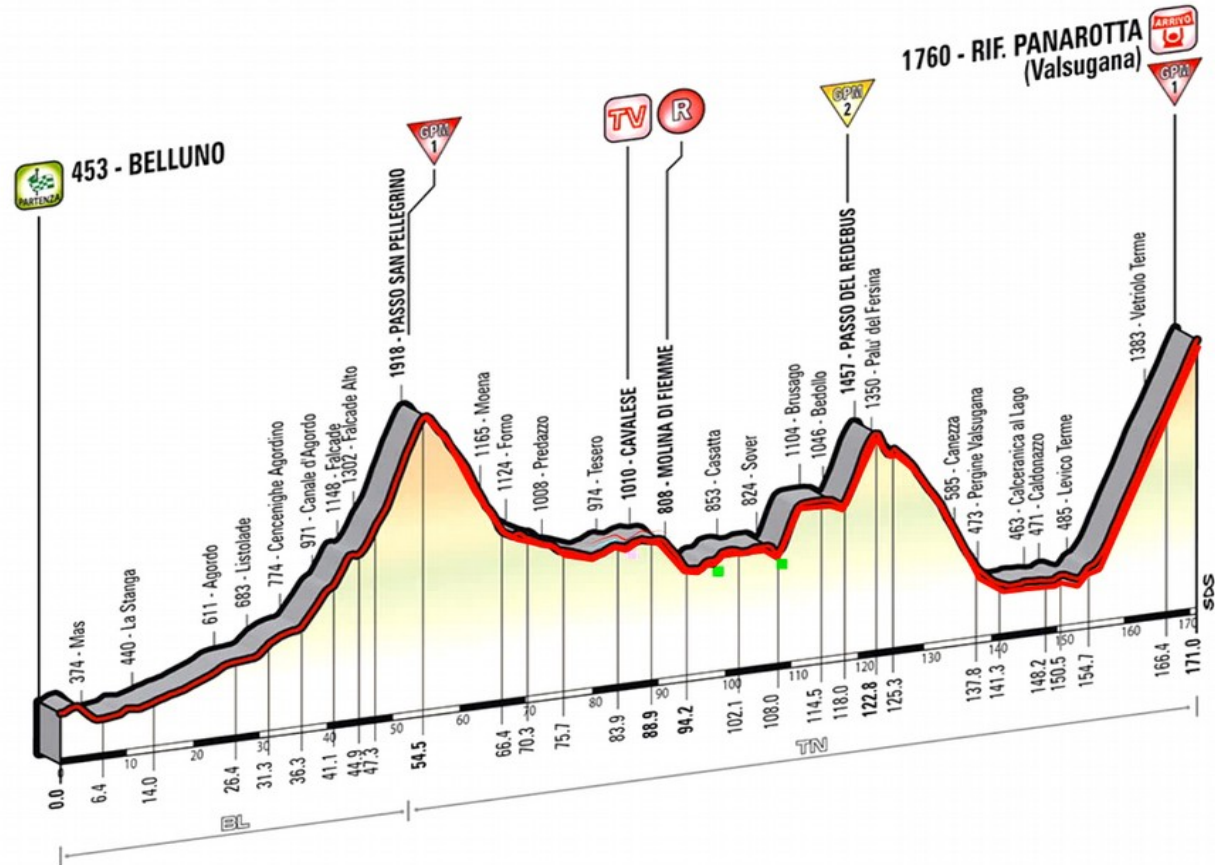 PARTENZA
453 - BELLUNO
374 - Mas
440 - La Stanga
611 - Agordo
683 - Listolade
774 - Cencenighe Agordino
971 - Canale d'Agordo
1148 - Falcade
1302 - Falcade Alto
1918 - PASSO SAN PELLEGRINO
GPM
1
1165 - Moena
1124 - Forno
1008 - Predazzo
974 - Tesero
TV
1010 - CAVALESE
R
808 - MOLINA DI FIEMME
853 - Casatta
824 - Sover
1104 - Brusago
1046 - Bedollo
GPM
2
1457 - PASSO DEL REDEBUS
1350 - Palu' del Fersina
585 - Canezza
473 - Pergine Valsugana
463 - Calceranica al Lago
471 - Caldonazzo
485 - Levico Terme
1383 - Vetriolo Terme
1760 - RIF. PANAROTTA
(Valsugana)
ARRIVO
GPM
1
SDS
0
10
20
30
40
50
60
70
80
90
100
110
120
130
140
150
160
170
0.0
6.4
14.0
26.4
31.3
36.3
41.1
44.9
47.3
54.5
66.4
70.3
75.7
83.9
88.9
94.2
102.1
108.0
114.5
118.0
122.8
125.3
137.8
141.3
148.2
150.5
154.7
166.4
171.0
BL
TN